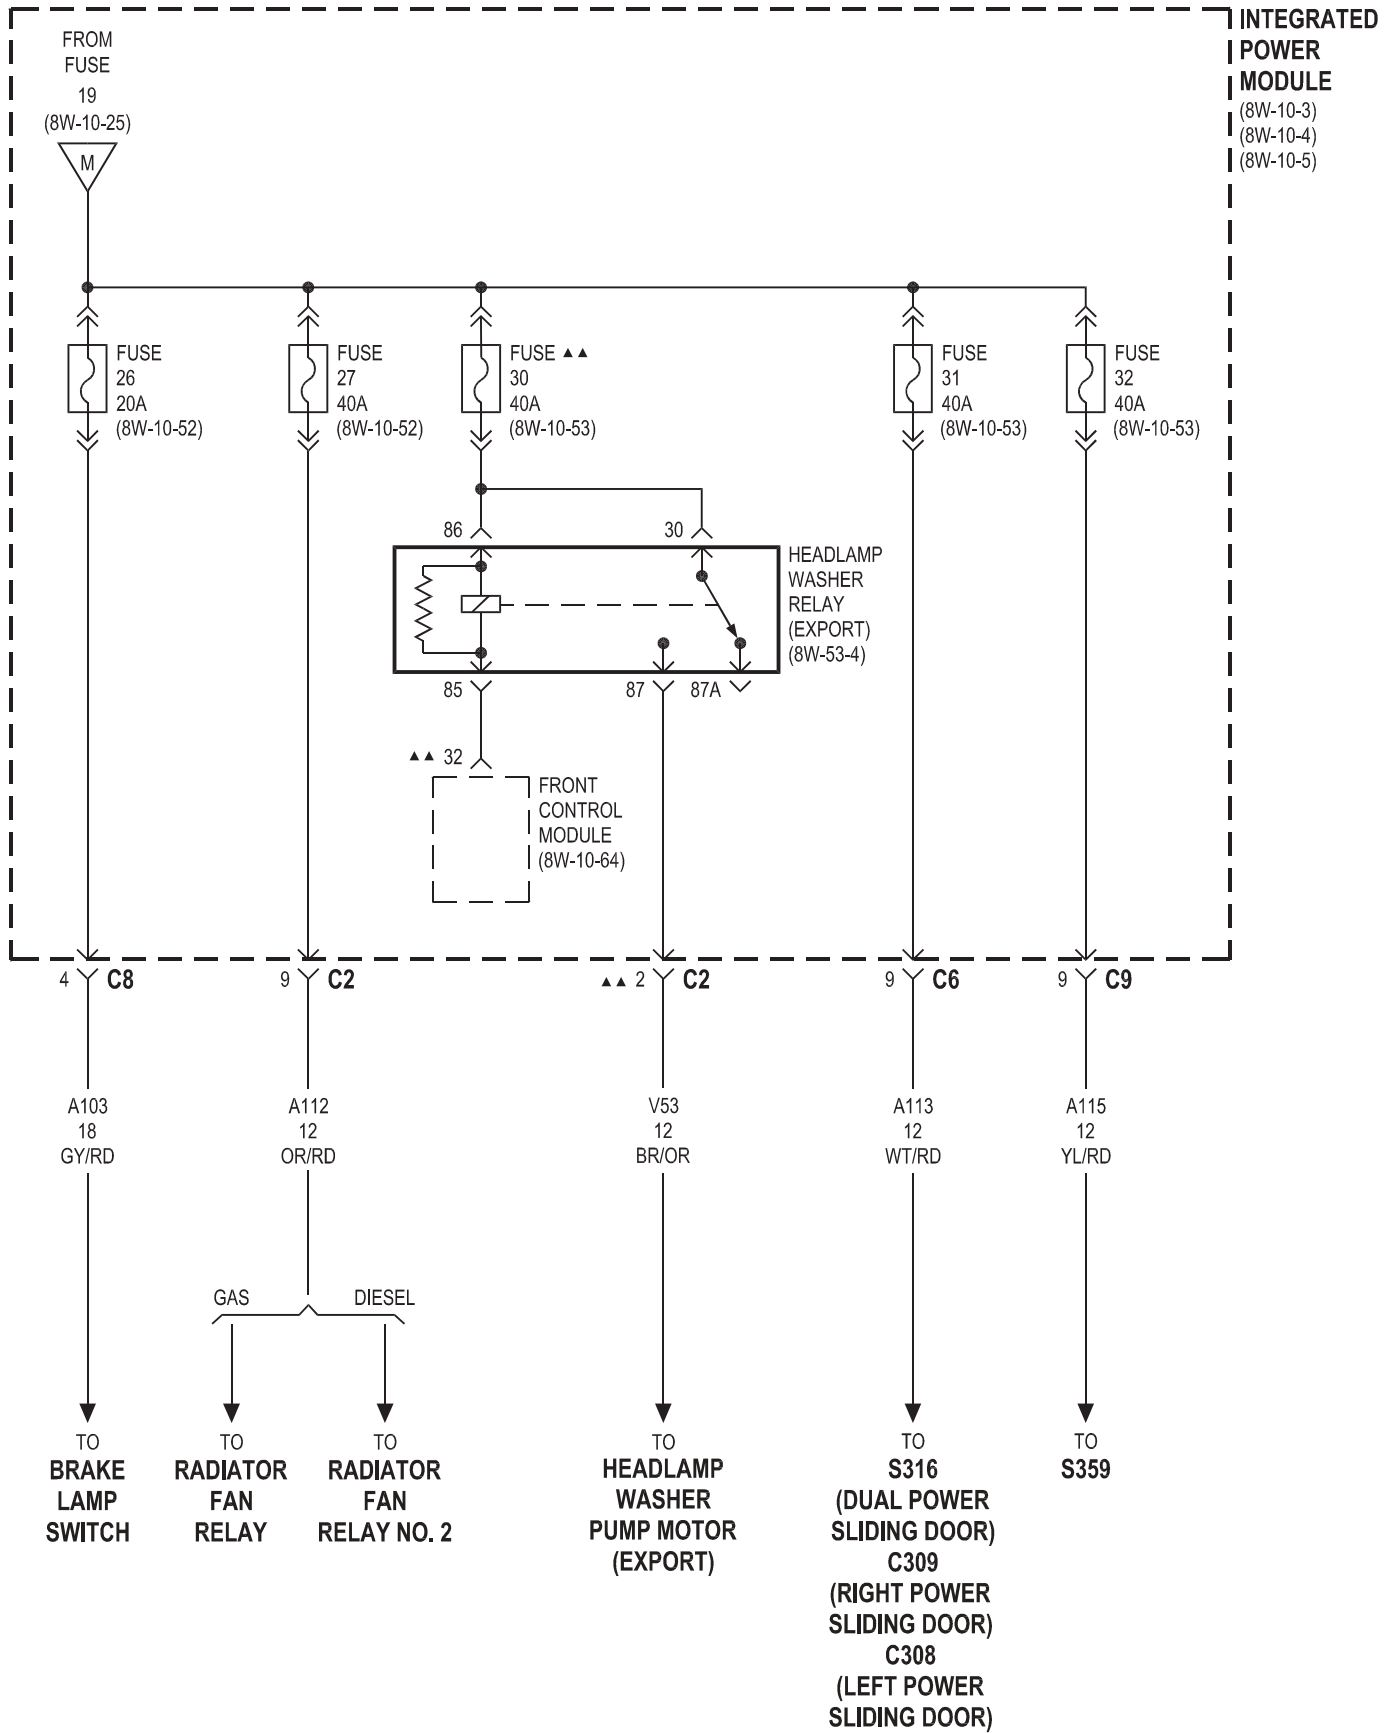 INTEGRATED
POWER
MODULE
(8W-10-3)
(8W-10-4)
(8W-10-5)
FROM
FUSE
19
(8W-10-25)
M
FUSE
26
20A
(8W-10-52)
FUSE
27
40A
(8W-10-52)
FUSE ▲▲
30
40A
(8W-10-53)
FUSE
31
40A
(8W-10-53)
FUSE
32
40A
(8W-10-53)
86
30
HEADLAMP
WASHER
RELAY
(EXPORT)
(8W-53-4)
85
87
87A
▲▲ 32
FRONT
CONTROL
MODULE
(8W-10-64)
4 C8
9 C2
▲▲ 2 C2
9 C6
9 C9
A103
18
GY/RD
A112
12
OR/RD
V53
12
BR/OR
A113
12
WT/RD
A115
12
YL/RD
GAS
DIESEL
TO
BRAKE
LAMP
SWITCH
TO
RADIATOR
FAN
RELAY
TO
RADIATOR
FAN
RELAY NO. 2
TO
HEADLAMP
WASHER
PUMP MOTOR
(EXPORT)
TO
S316
(DUAL POWER
SLIDING DOOR)
C309
(RIGHT POWER
SLIDING DOOR)
C308
(LEFT POWER
SLIDING DOOR)
TO
S359